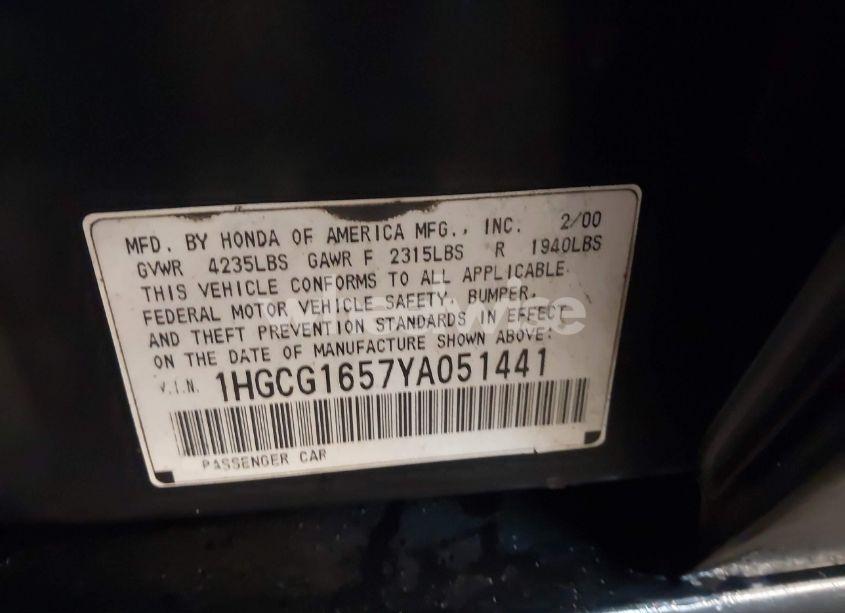 MFD. BY HONDA OF AMERICA MFG., INC. 2/00
GVWR 4235LBS GAWR F 2315LBS R 1940LBS
THIS VEHICLE CONFORMS TO ALL APPLICABLE
FEDERAL MOTOR VEHICLE SAFETY, BUMPER,
AND THEFT PREVENTION STANDARDS IN EFFECT
ON THE DATE OF MANUFACTURE SHOWN ABOVE:
V.I.N. 1HGCG1657YA051441
PASSENGER CAR